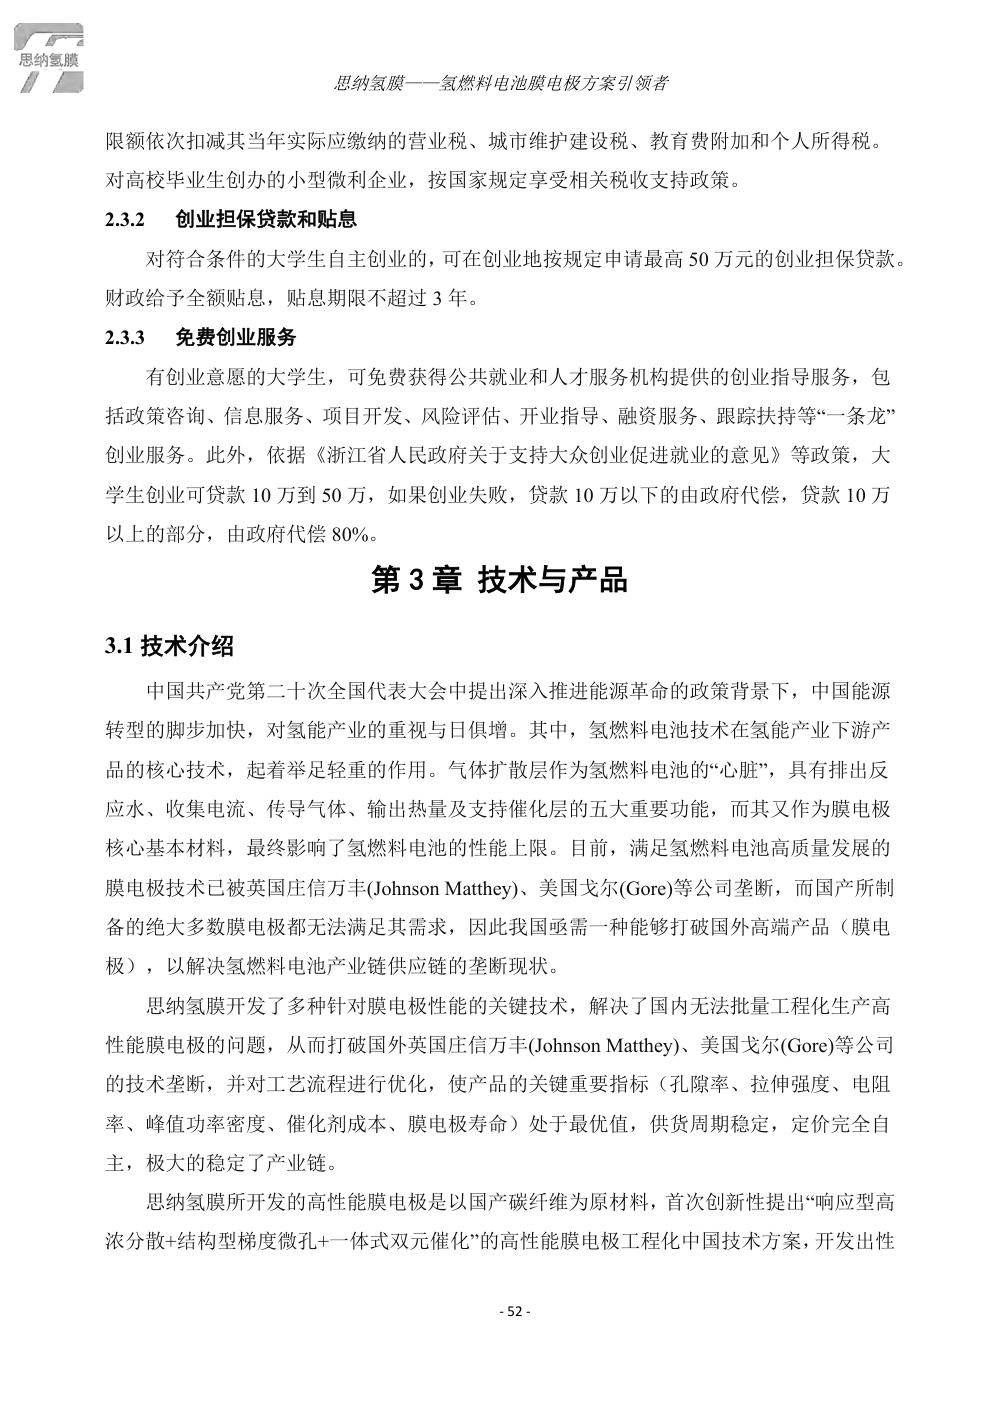 思纳氢膜
思纳氢膜——氢燃料电池膜电极方案引领者
限额依次扣减其当年实际应缴纳的营业税、城市维护建设税、教育费附加和个人所得税。
对高校毕业生创办的小型微利企业，按国家规定享受相关税收支持政策。
2.3.2 创业担保贷款和贴息
对符合条件的大学生自主创业的，可在创业地按规定申请最高 50 万元的创业担保贷款。
财政给予全额贴息，贴息期限不超过 3 年。
2.3.3 免费创业服务
有创业意愿的大学生，可免费获得公共就业和人才服务机构提供的创业指导服务，包
括政策咨询、信息服务、项目开发、风险评估、开业指导、融资服务、跟踪扶持等“一条龙”
创业服务。此外，依据《浙江省人民政府关于支持大众创业促进就业的意见》等政策，大
学生创业可贷款 10 万到 50 万，如果创业失败，贷款 10 万以下的由政府代偿，贷款 10 万
以上的部分，由政府代偿 80%。
第 3 章 技术与产品
3.1 技术介绍
中国共产党第二十次全国代表大会中提出深入推进能源革命的政策背景下，中国能源
转型的脚步加快，对氢能产业的重视与日俱增。其中，氢燃料电池技术在氢能产业下游产
品的核心技术，起着举足轻重的作用。气体扩散层作为氢燃料电池的“心脏”，具有排出反
应水、收集电流、传导气体、输出热量及支持催化层的五大重要功能，而其又作为膜电极
核心基本材料，最终影响了氢燃料电池的性能上限。目前，满足氢燃料电池高质量发展的
膜电极技术已被英国庄信万丰(Johnson Matthey)、美国戈尔(Gore)等公司垄断，而国产所制
备的绝大多数膜电极都无法满足其需求，因此我国亟需一种能够打破国外高端产品（膜电
极），以解决氢燃料电池产业链供应链的垄断现状。
思纳氢膜开发了多种针对膜电极性能的关键技术，解决了国内无法批量工程化生产高
性能膜电极的问题，从而打破国外英国庄信万丰(Johnson Matthey)、美国戈尔(Gore)等公司
的技术垄断，并对工艺流程进行优化，使产品的关键重要指标（孔隙率、拉伸强度、电阻
率、峰值功率密度、催化剂成本、膜电极寿命）处于最优值，供货周期稳定，定价完全自
主，极大的稳定了产业链。
思纳氢膜所开发的高性能膜电极是以国产碳纤维为原材料，首次创新性提出“响应型高
浓分散+结构型梯度微孔+一体式双元催化”的高性能膜电极工程化中国技术方案，开发出性
- 52 -